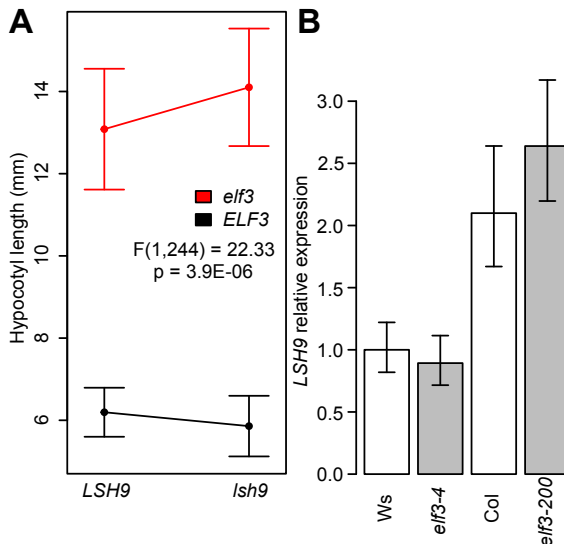 A
Hypocotyl length (mm)
14
12
10
8
6
elf3
ELF3
F(1,244) = 22.33
p = 3.9E-06
LSH9
lsh9
B
LSH9 relative expression
3.0
2.5
2.0
1.5
1.0
0.5
0.0
Ws
elf3-4
Col
elf3-200